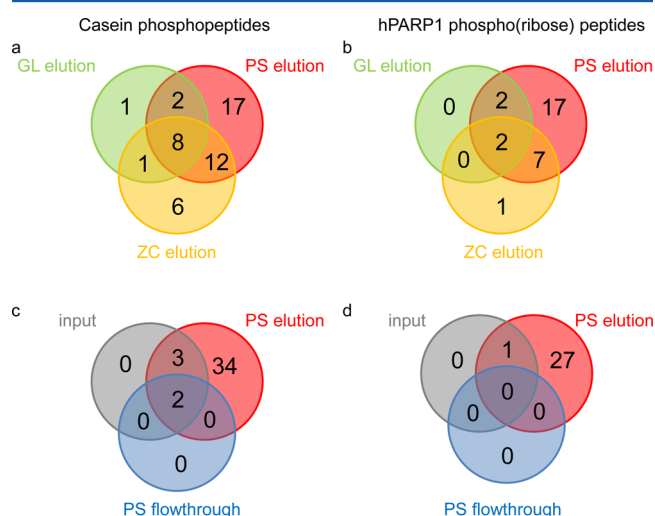 Casein phosphopeptides
hPARP1 phospho(ribose) peptides
a
GL elution
PS elution
1
2
17
8
1
12
6
ZC elution
b
GL elution
PS elution
0
2
17
2
0
7
1
ZC elution
c
input
PS elution
0
3
34
2
0
0
0
PS flowthrough
d
input
PS elution
0
1
27
0
0
0
0
PS flowthrough